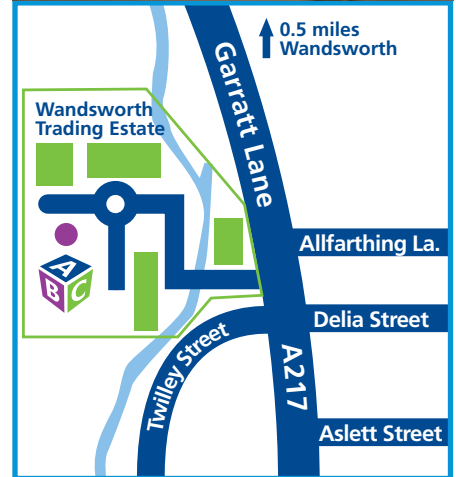 0.5 miles
Wandsworth
Garratt Lane
Wandsworth
Trading Estate
Allfarthing La.
A
B C
Delia Street
Twilley Street
A217
Aslett Street